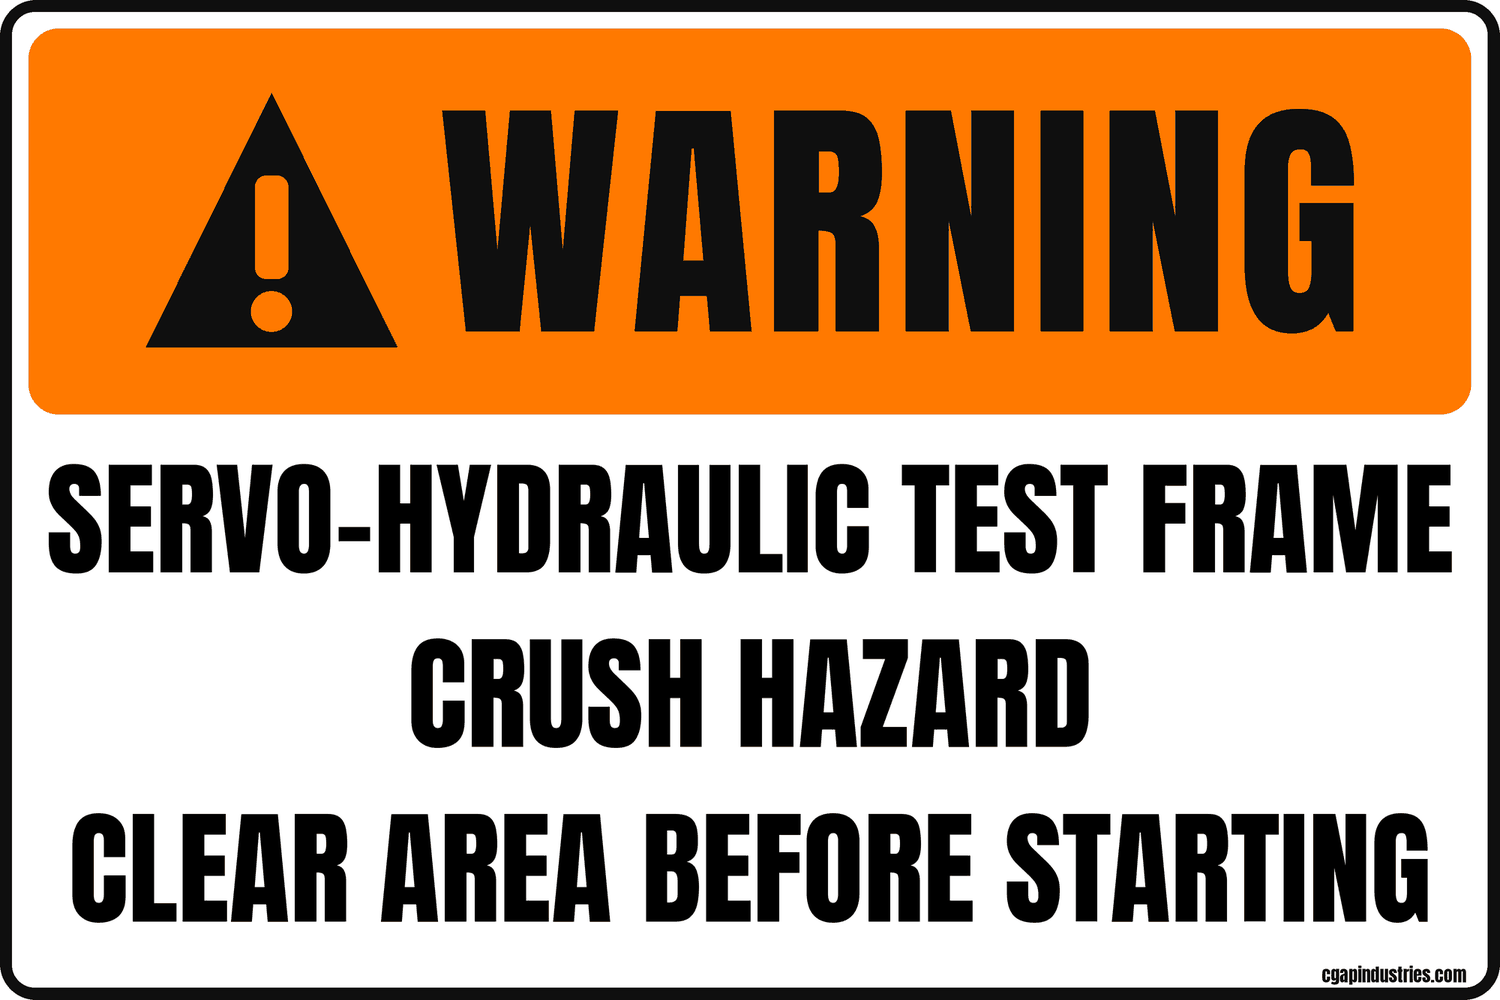 WARNING
SERVO-HYDRAULIC TEST FRAME
CRUSH HAZARD
CLEAR AREA BEFORE STARTING
cgapindustries.com